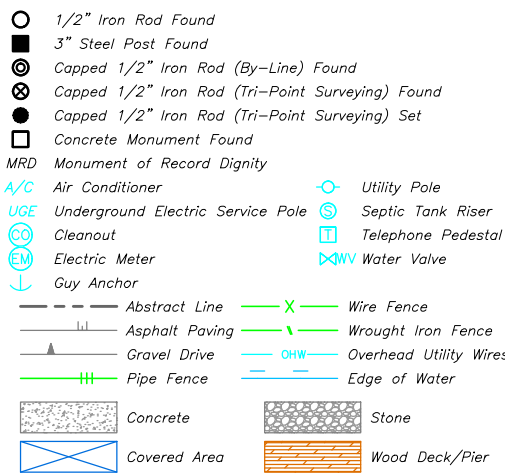 1/2" Iron Rod Found
3" Steel Post Found
Capped 1/2" Iron Rod (By-Line) Found
Capped 1/2" Iron Rod (Tri-Point Surveying) Found
Capped 1/2" Iron Rod (Tri-Point Surveying) Set
Concrete Monument Found
MRD Monument of Record Dignity
A/C Air Conditioner
Utility Pole
UGE Underground Electric Service Pole
S Septic Tank Riser
CO Cleanout
T Telephone Pedestal
EM Electric Meter
WV Water Valve
Guy Anchor
Abstract Line
Wire Fence
Asphalt Paving
Wrought Iron Fence
Gravel Drive
OHW Overhead Utility Wires
Pipe Fence
Edge of Water
Concrete
Stone
Covered Area
Wood Deck/Pier